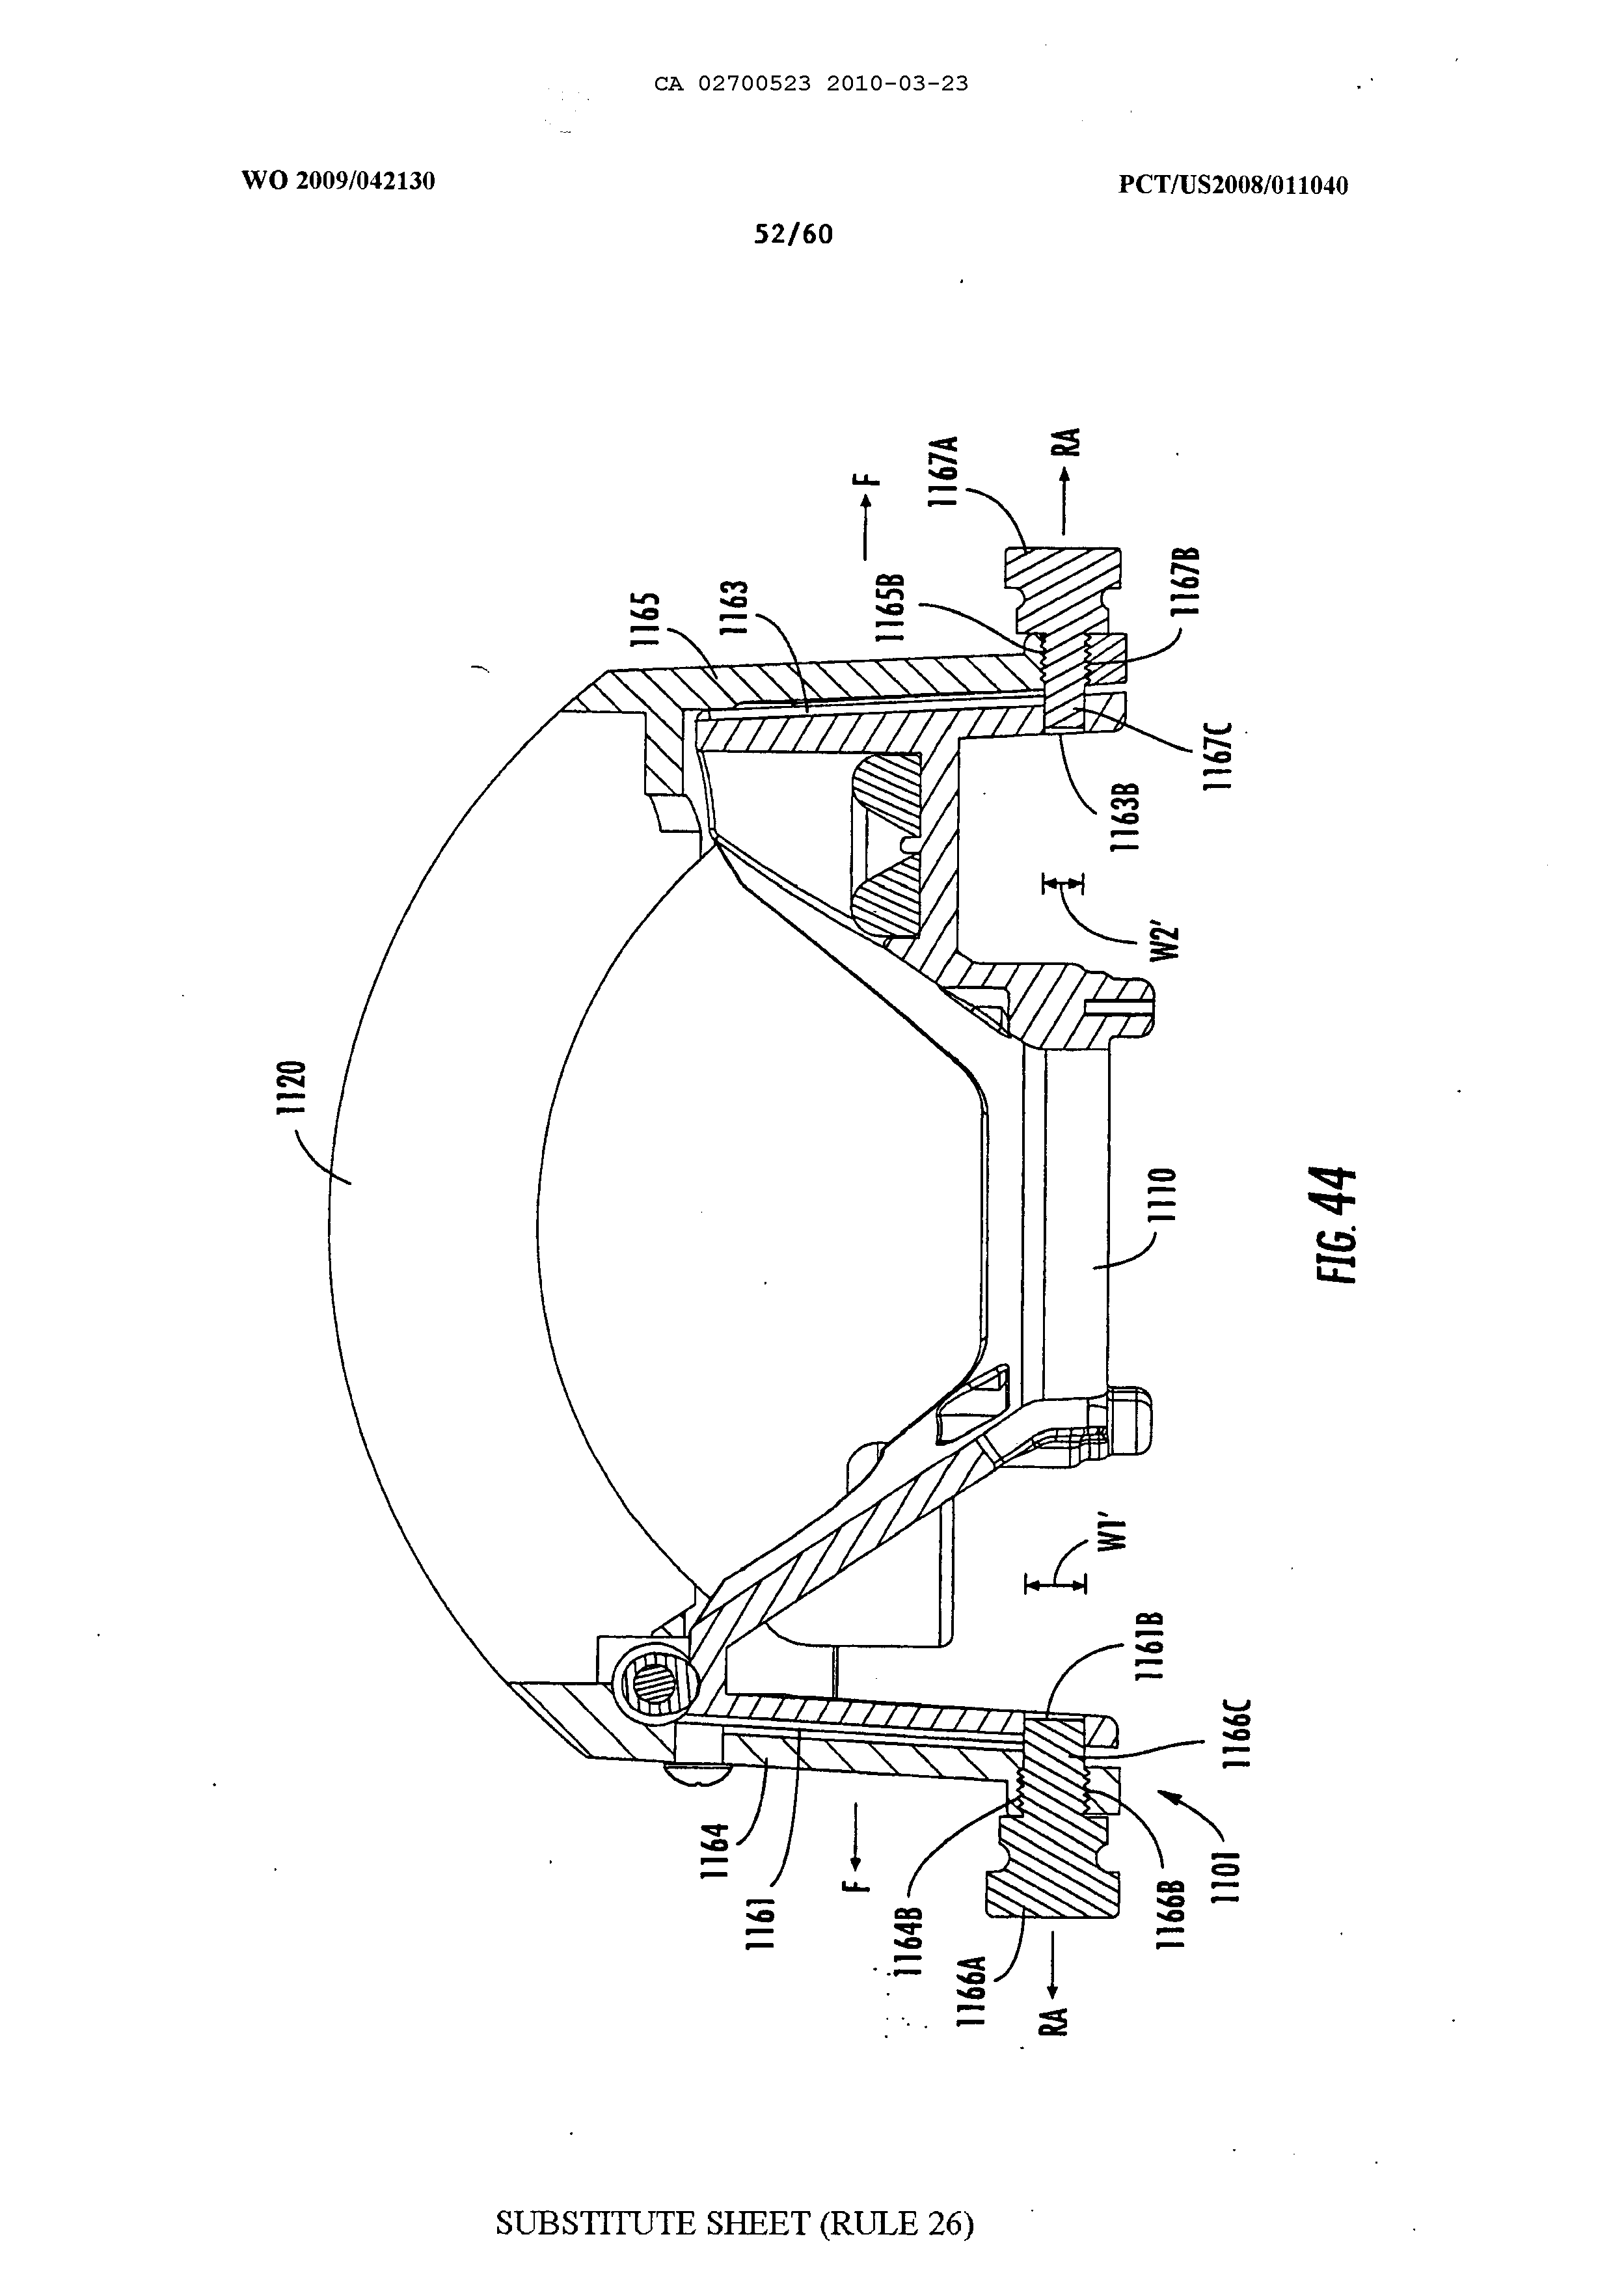 CA 02700523 2010-03-23
WO 2009/042130
PCT/US2008/011040
52/60
RA
1167A
F
1167B
1165B
1163
1165
1167C
1163B
W2'
1120
1110
FIG. 44
W1'
1161B
1166C
1101
1166B
1164
F
1161
1164B
1166A
RA
SUBSTITUTE SHEET (RULE 26)